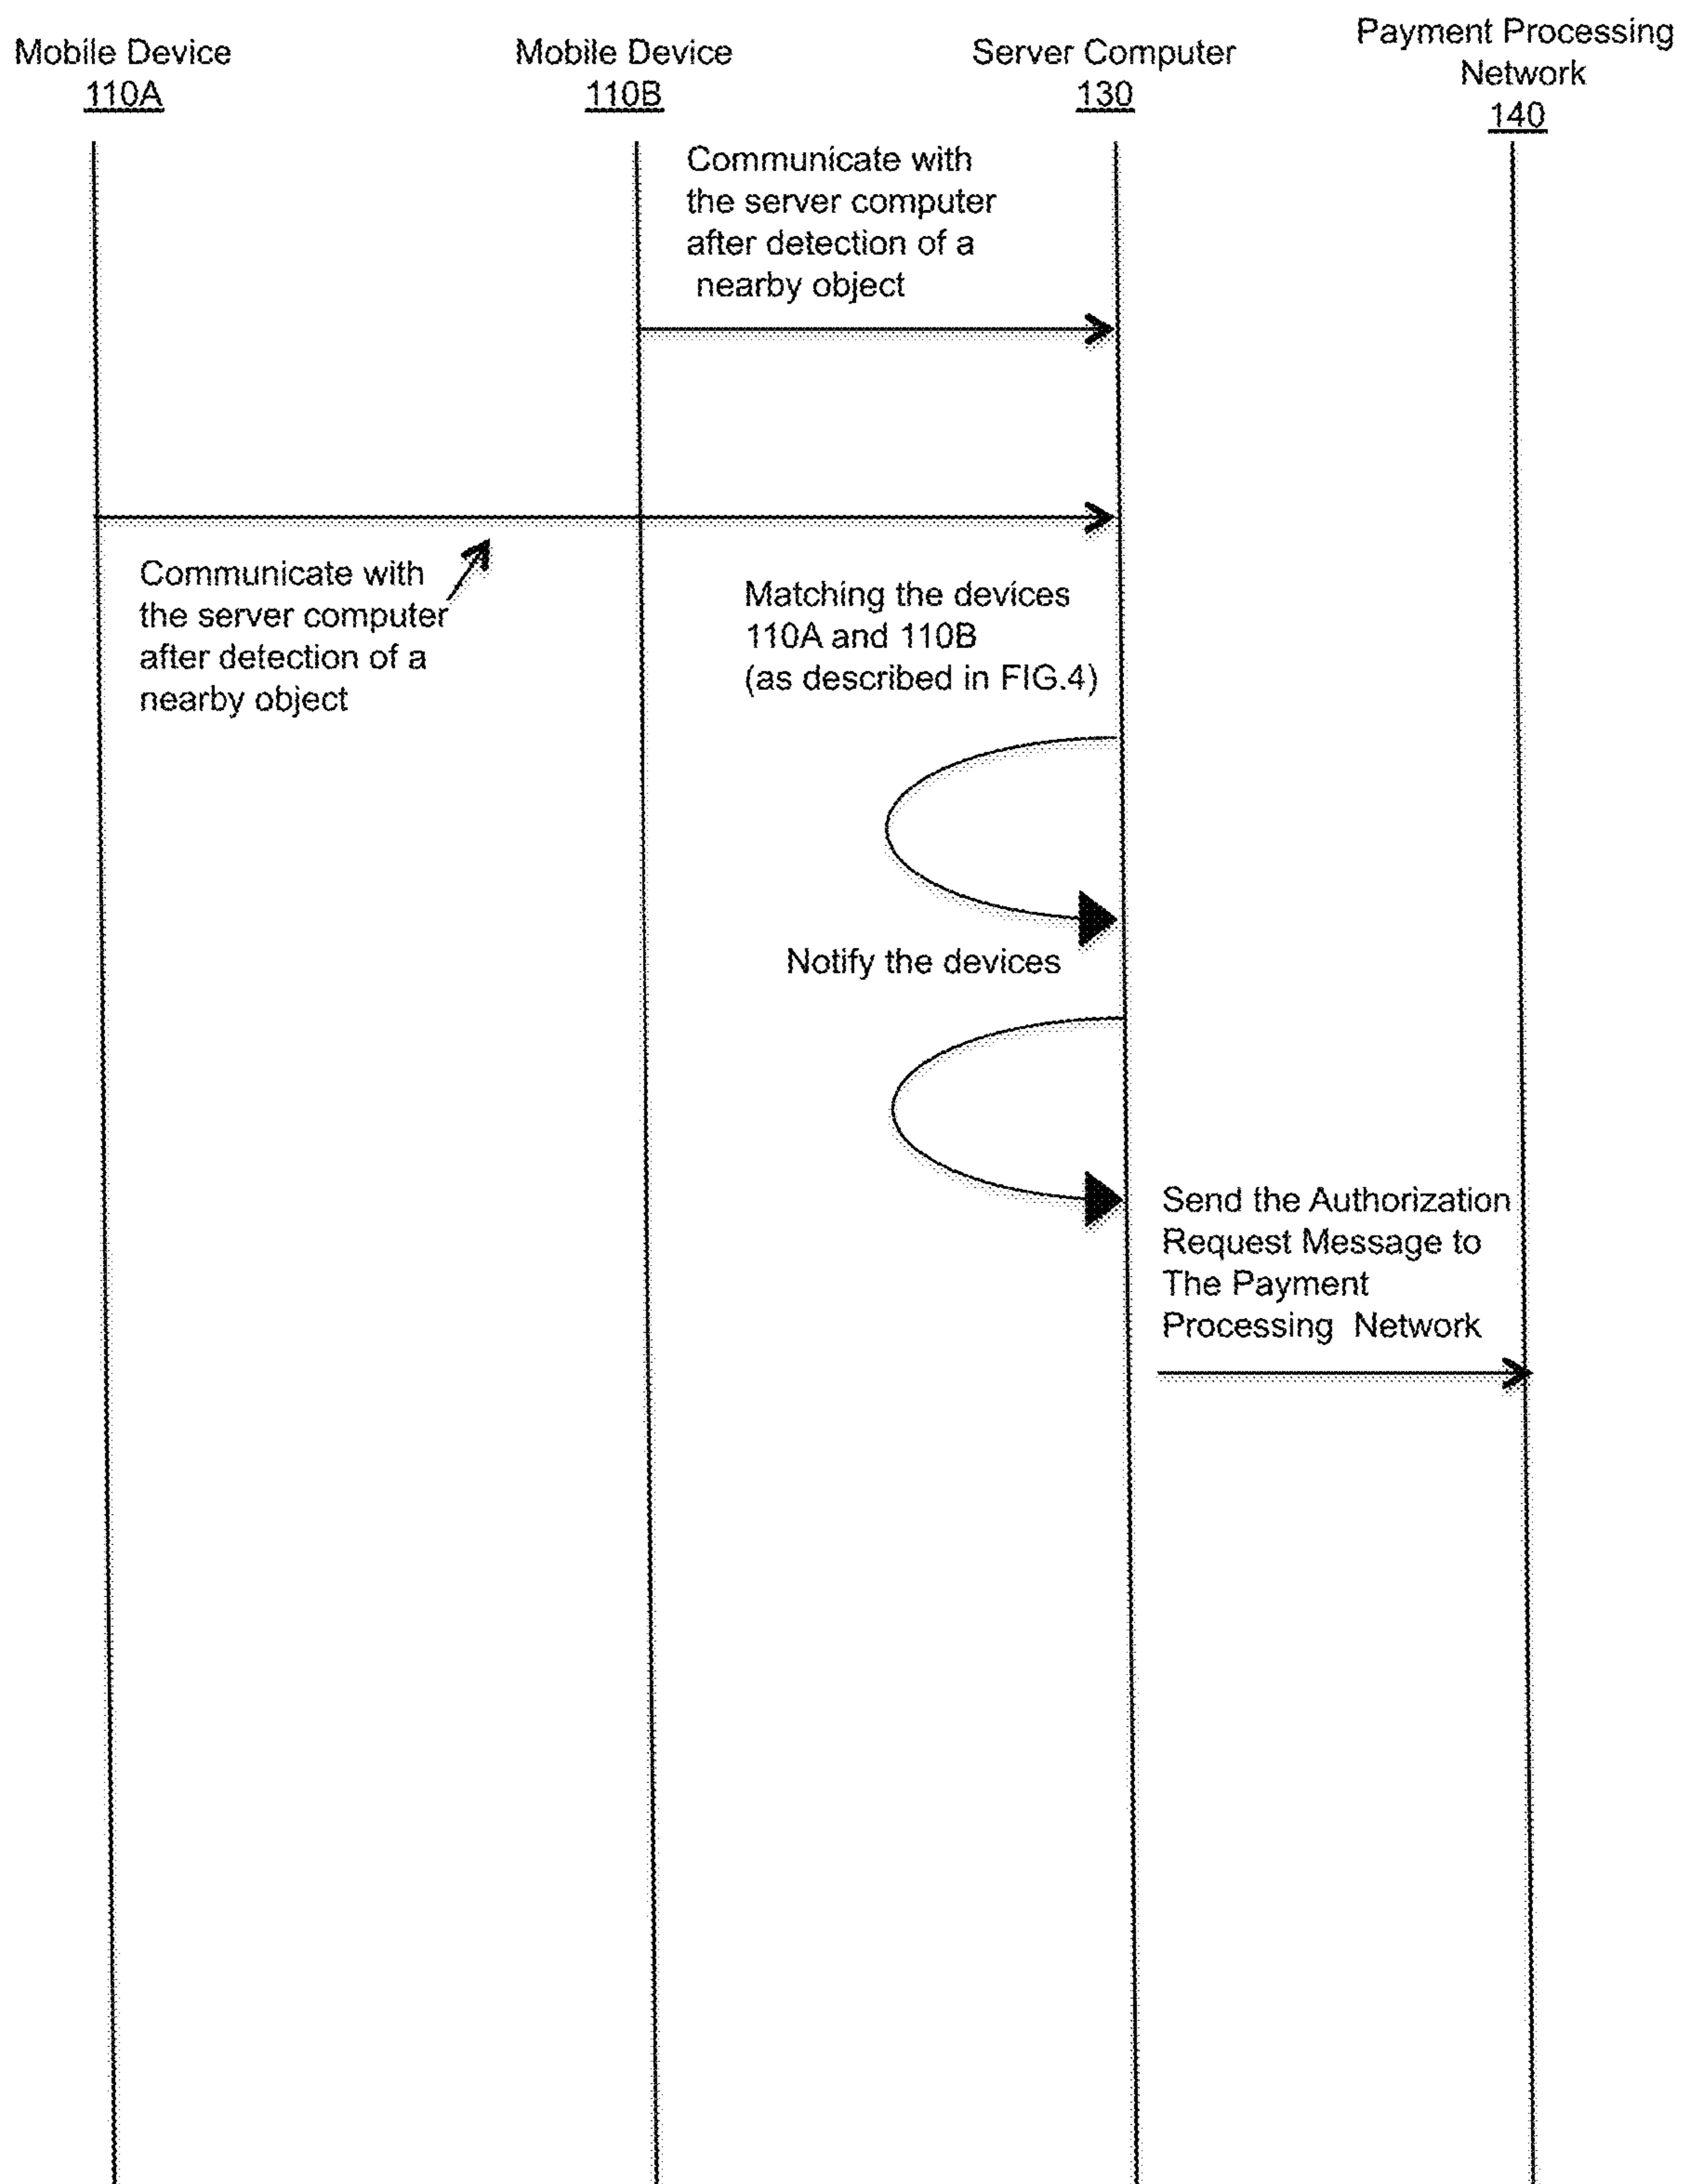 Mobile Device
110A
Mobile Device
110B
Server Computer
130
Payment Processing
Network
140
Communicate with
the server computer
after detection of a
nearby object
Communicate with
the server computer
after detection of a
nearby object
Matching the devices
110A and 110B
(as described in FIG.4)
Notify the devices
Send the Authorization
Request Message to
The Payment
Processing Network